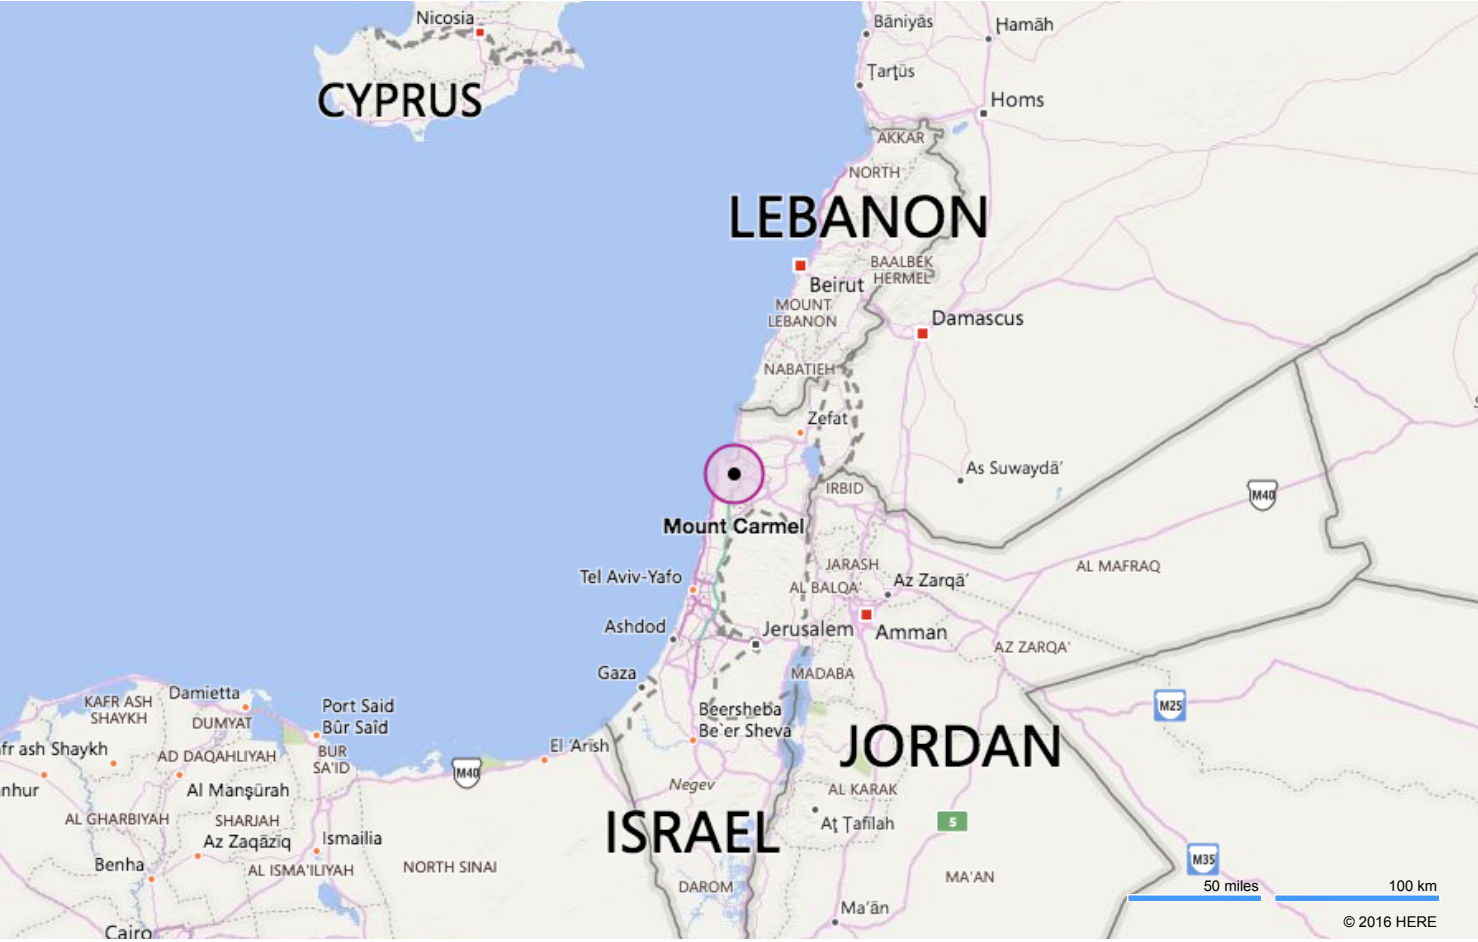 Nicosia
CYPRUS
Bāniyās
Ḩamāh
Ţarţūs
Homs
AKKAR
NORTH
LEBANON
BAALBEK
HERMEL
Beirut
MOUNT
LEBANON
Damascus
NABATIEH
Zefat
As Suwaydā’
IRBID
M40
Mount Carmel
JARASH
AL MAFRAQ
Tel Aviv-Yafo
AL BALQA'
Az Zarqā’
Ashdod
Jerusalem
Amman
AZ ZARQA'
Gaza
MADABA
KAFR ASH
SHAYKH
Damietta
DUMYAT
Port Said
Bûr Saîd
Beersheba
Be'er Sheva
M25
fr ash Shaykh
AD DAQAHLIYAH
BUR
SA'ID
El ‘Arîsh
JORDAN
M40
nhur
Al Manşūrah
Negev
AL KARAK
AL GHARBIYAH
SHARJAH
Az Zaqāzīq
Ismailia
ISRAEL
Aţ Ţafīlah
5
Benha
AL ISMA'ILIYAH
NORTH SINAI
M35
MA'AN
DAROM
50 miles
100 km
Ma‘ān
Cairo
© 2016 HERE